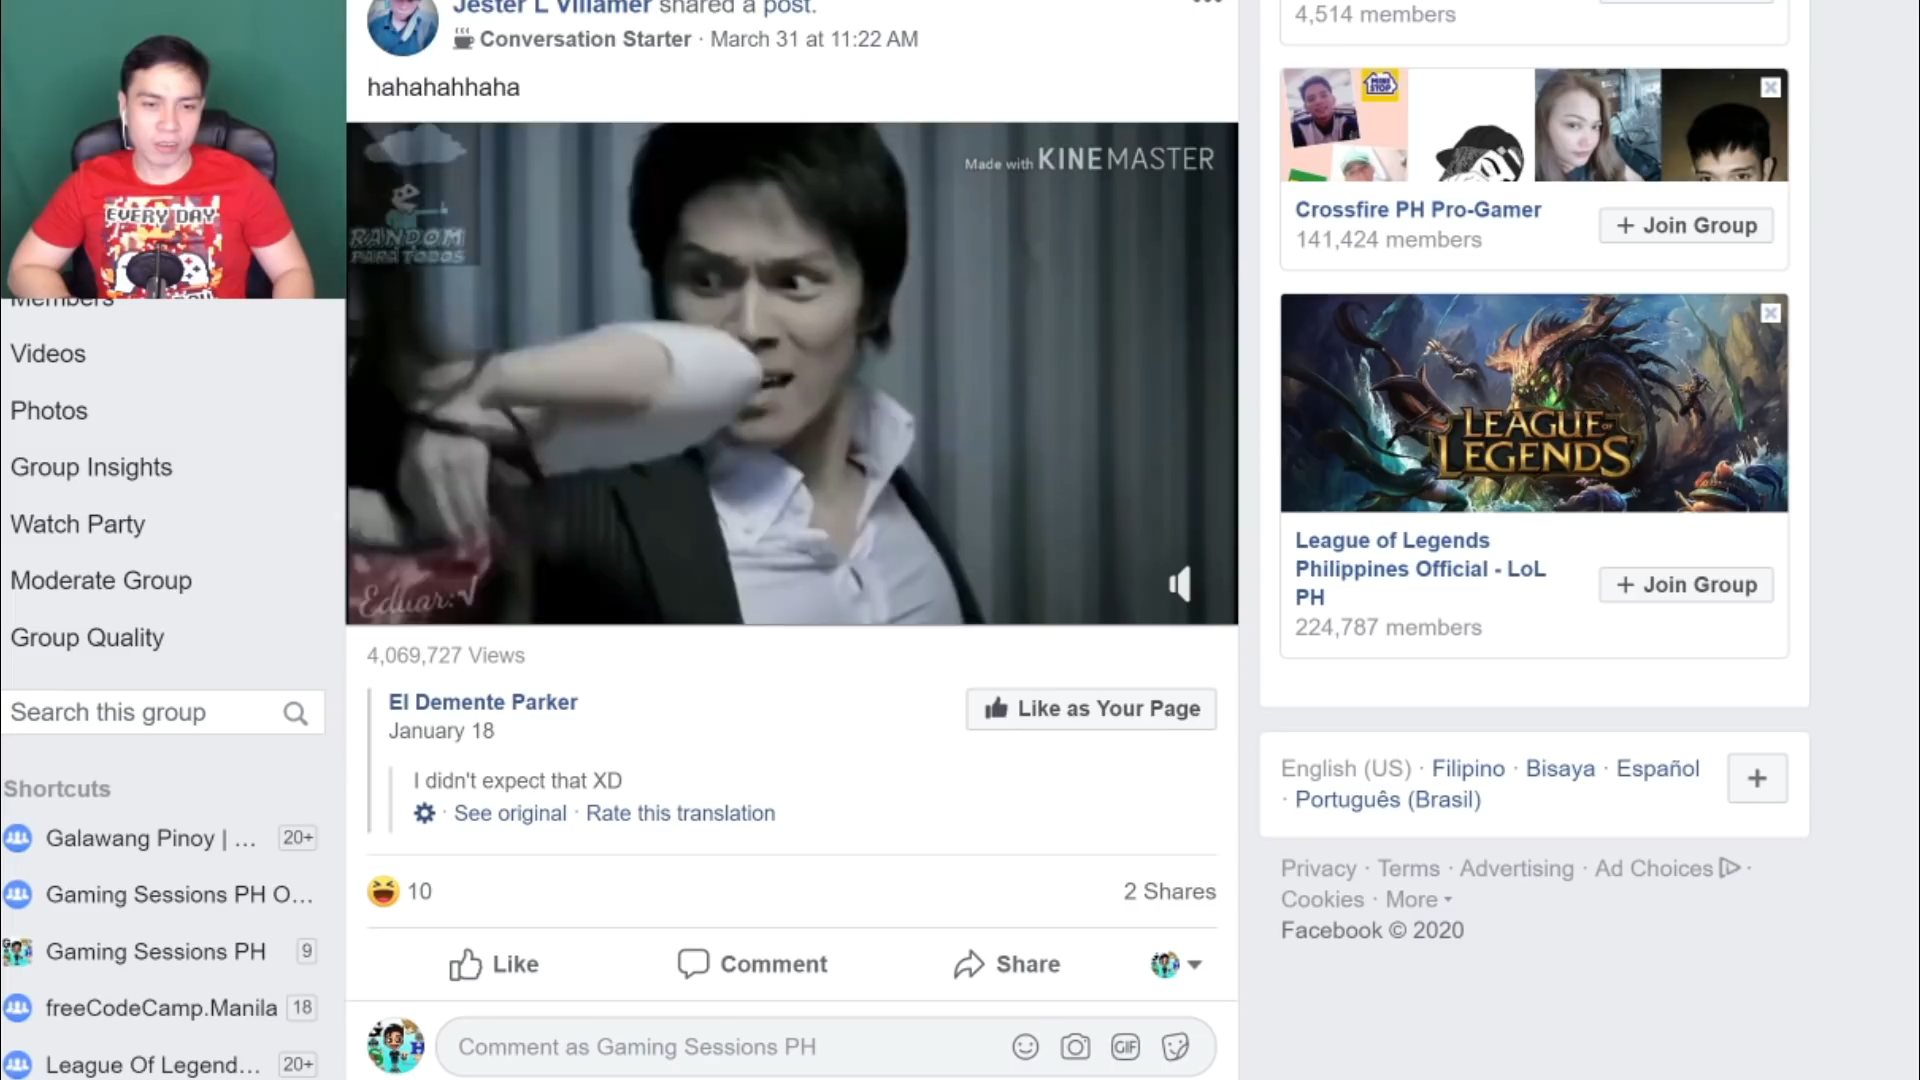 Jester L Villamer shared a post.
Conversation Starter · March 31 at 11:22 AM
hahahahhaha
EVERY DAY
Members
Videos
Photos
Group Insights
Watch Party
Moderate Group
Group Quality
Search this group
Shortcuts
Galawang Pinoy | ... 20+
Gaming Sessions PH O...
Gaming Sessions PH 9
freeCodeCamp.Manila 18
League Of Legend... 20+
RANDOM
PARA TODOS
Made with KINEMASTER
Eduar:√
4,069,727 Views
El Demente Parker
January 18
Like as Your Page
I didn't expect that XD
· See original · Rate this translation
10
2 Shares
Like
Comment
Share
Comment as Gaming Sessions PH
GIF
4,514 members
MINI
STOP
Crossfire PH Pro-Gamer
141,424 members
+ Join Group
LEAGUE OF
LEGENDS
League of Legends
Philippines Official - LoL
PH
224,787 members
+ Join Group
English (US) · Filipino · Bisaya · Español
· Português (Brasil)
+
Privacy · Terms · Advertising · Ad Choices ·
Cookies · More
Facebook © 2020